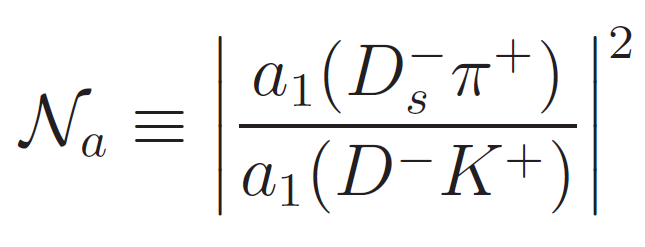 $\mathcal{N}_a \equiv \left| \frac{a_1(D_s^- \pi^+)}{a_1(D^- K^+)} \right|^2$